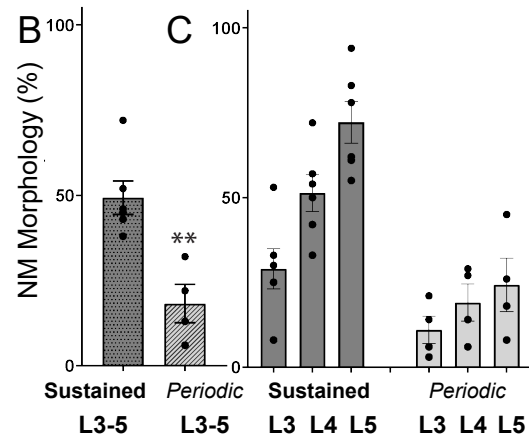 B
C
NM Morphology (%)
100
50
0
**
Sustained Periodic
L3-5 L3-5
100
50
0
Sustained Periodic
L3 L4 L5 L3 L4 L5